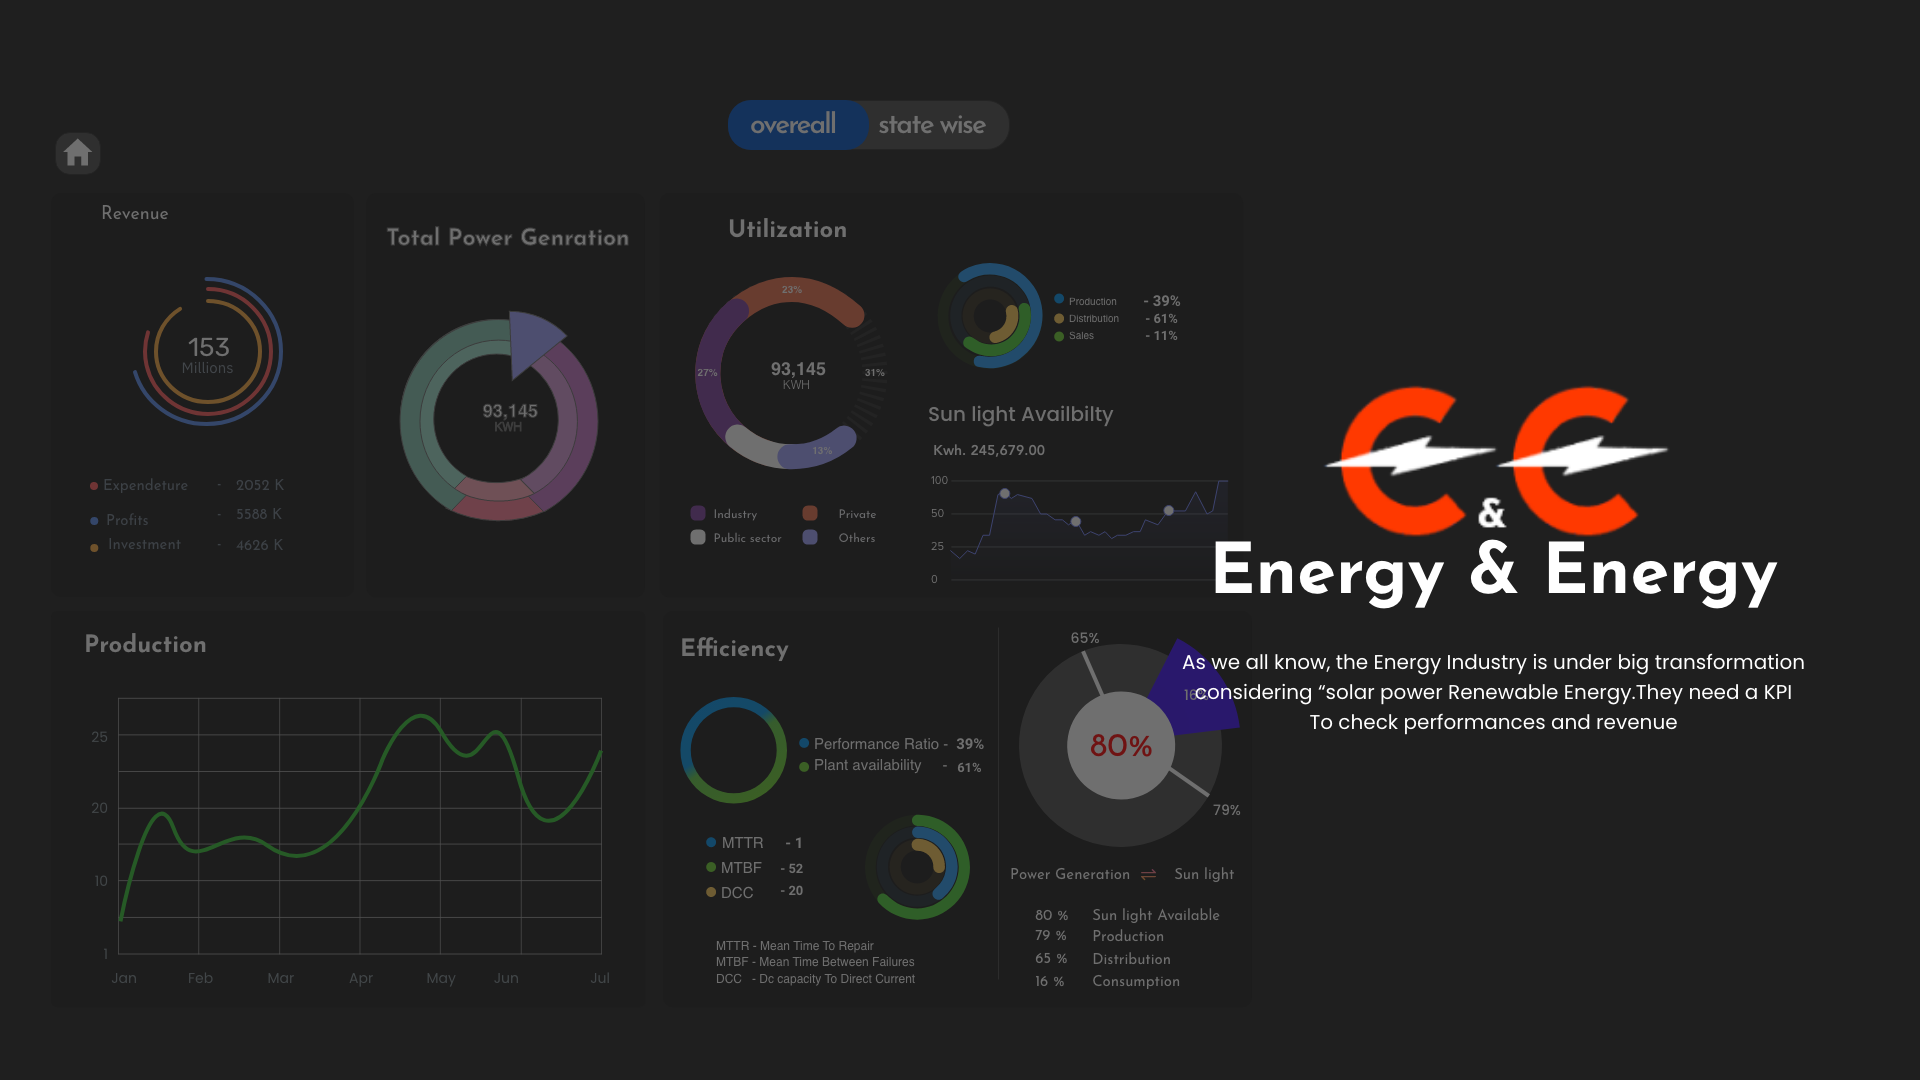 overeall
state wise
Revenue
153
Millions
Expendeture - 2052 K
Profits - 5588 K
Investment - 4626 K
Total Power Genration
93,145
KWH
Utilization
23%
27%
93,145
KWH
31%
13%
Industry
Private
Public sector
Others
Production - 39%
Distribution - 61%
Sales - 11%
Sun light Availbilty
Kwh. 245,679.00
100
50
25
0
Production
25
20
10
1
Jan Feb Mar Apr May Jun Jul
Efficiency
Performance Ratio - 39%
Plant availability - 61%
MTTR - 1
MTBF - 52
DCC - 20
MTTR - Mean Time To Repair
MTBF - Mean Time Between Failures
DCC - Dc capacity To Direct Current
65%
16%
80%
79%
Power Generation ⇌ Sun light
80 % Sun light Available
79 % Production
65 % Distribution
16 % Consumption
&
Energy & Energy
As we all know, the Energy Industry is under big transformation
considering “solar power Renewable Energy.They need a KPI
To check performances and revenue